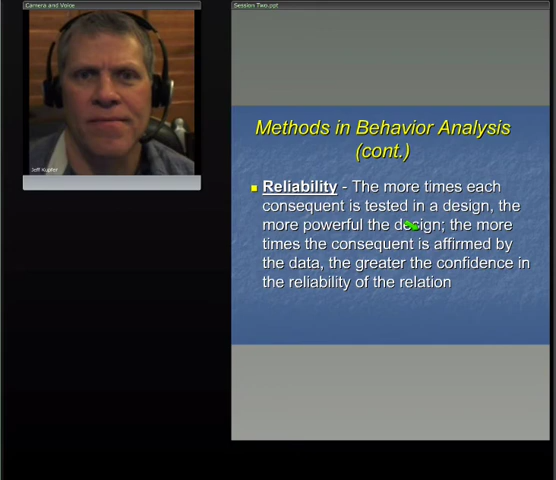 Camera and Voice
Jeff Kupfer
Session Two.ppt
Methods in Behavior Analysis
(cont.)
Reliability - The more times each
consequent is tested in a design, the
more powerful the design; the more
times the consequent is affirmed by
the data, the greater the confidence in
the reliability of the relation